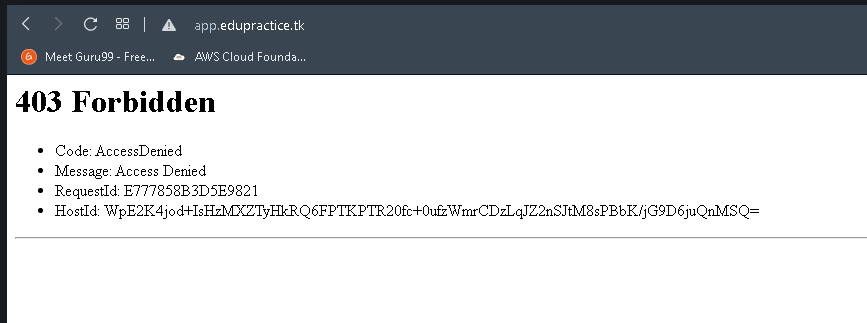 app.edupractice.tk
Meet Guru99 - Free... AWS Cloud Founda...
403 Forbidden
Code: AccessDenied
Message: Access Denied
RequestId: E777858B3D5E9821
HostId: WpE2K4jod+IsHzMXZTyHkRQ6FPTKPTR20fc+0ufzWmrCDzLqJZ2nSJtM8sPBbK/jG9D6juQnMSQ=